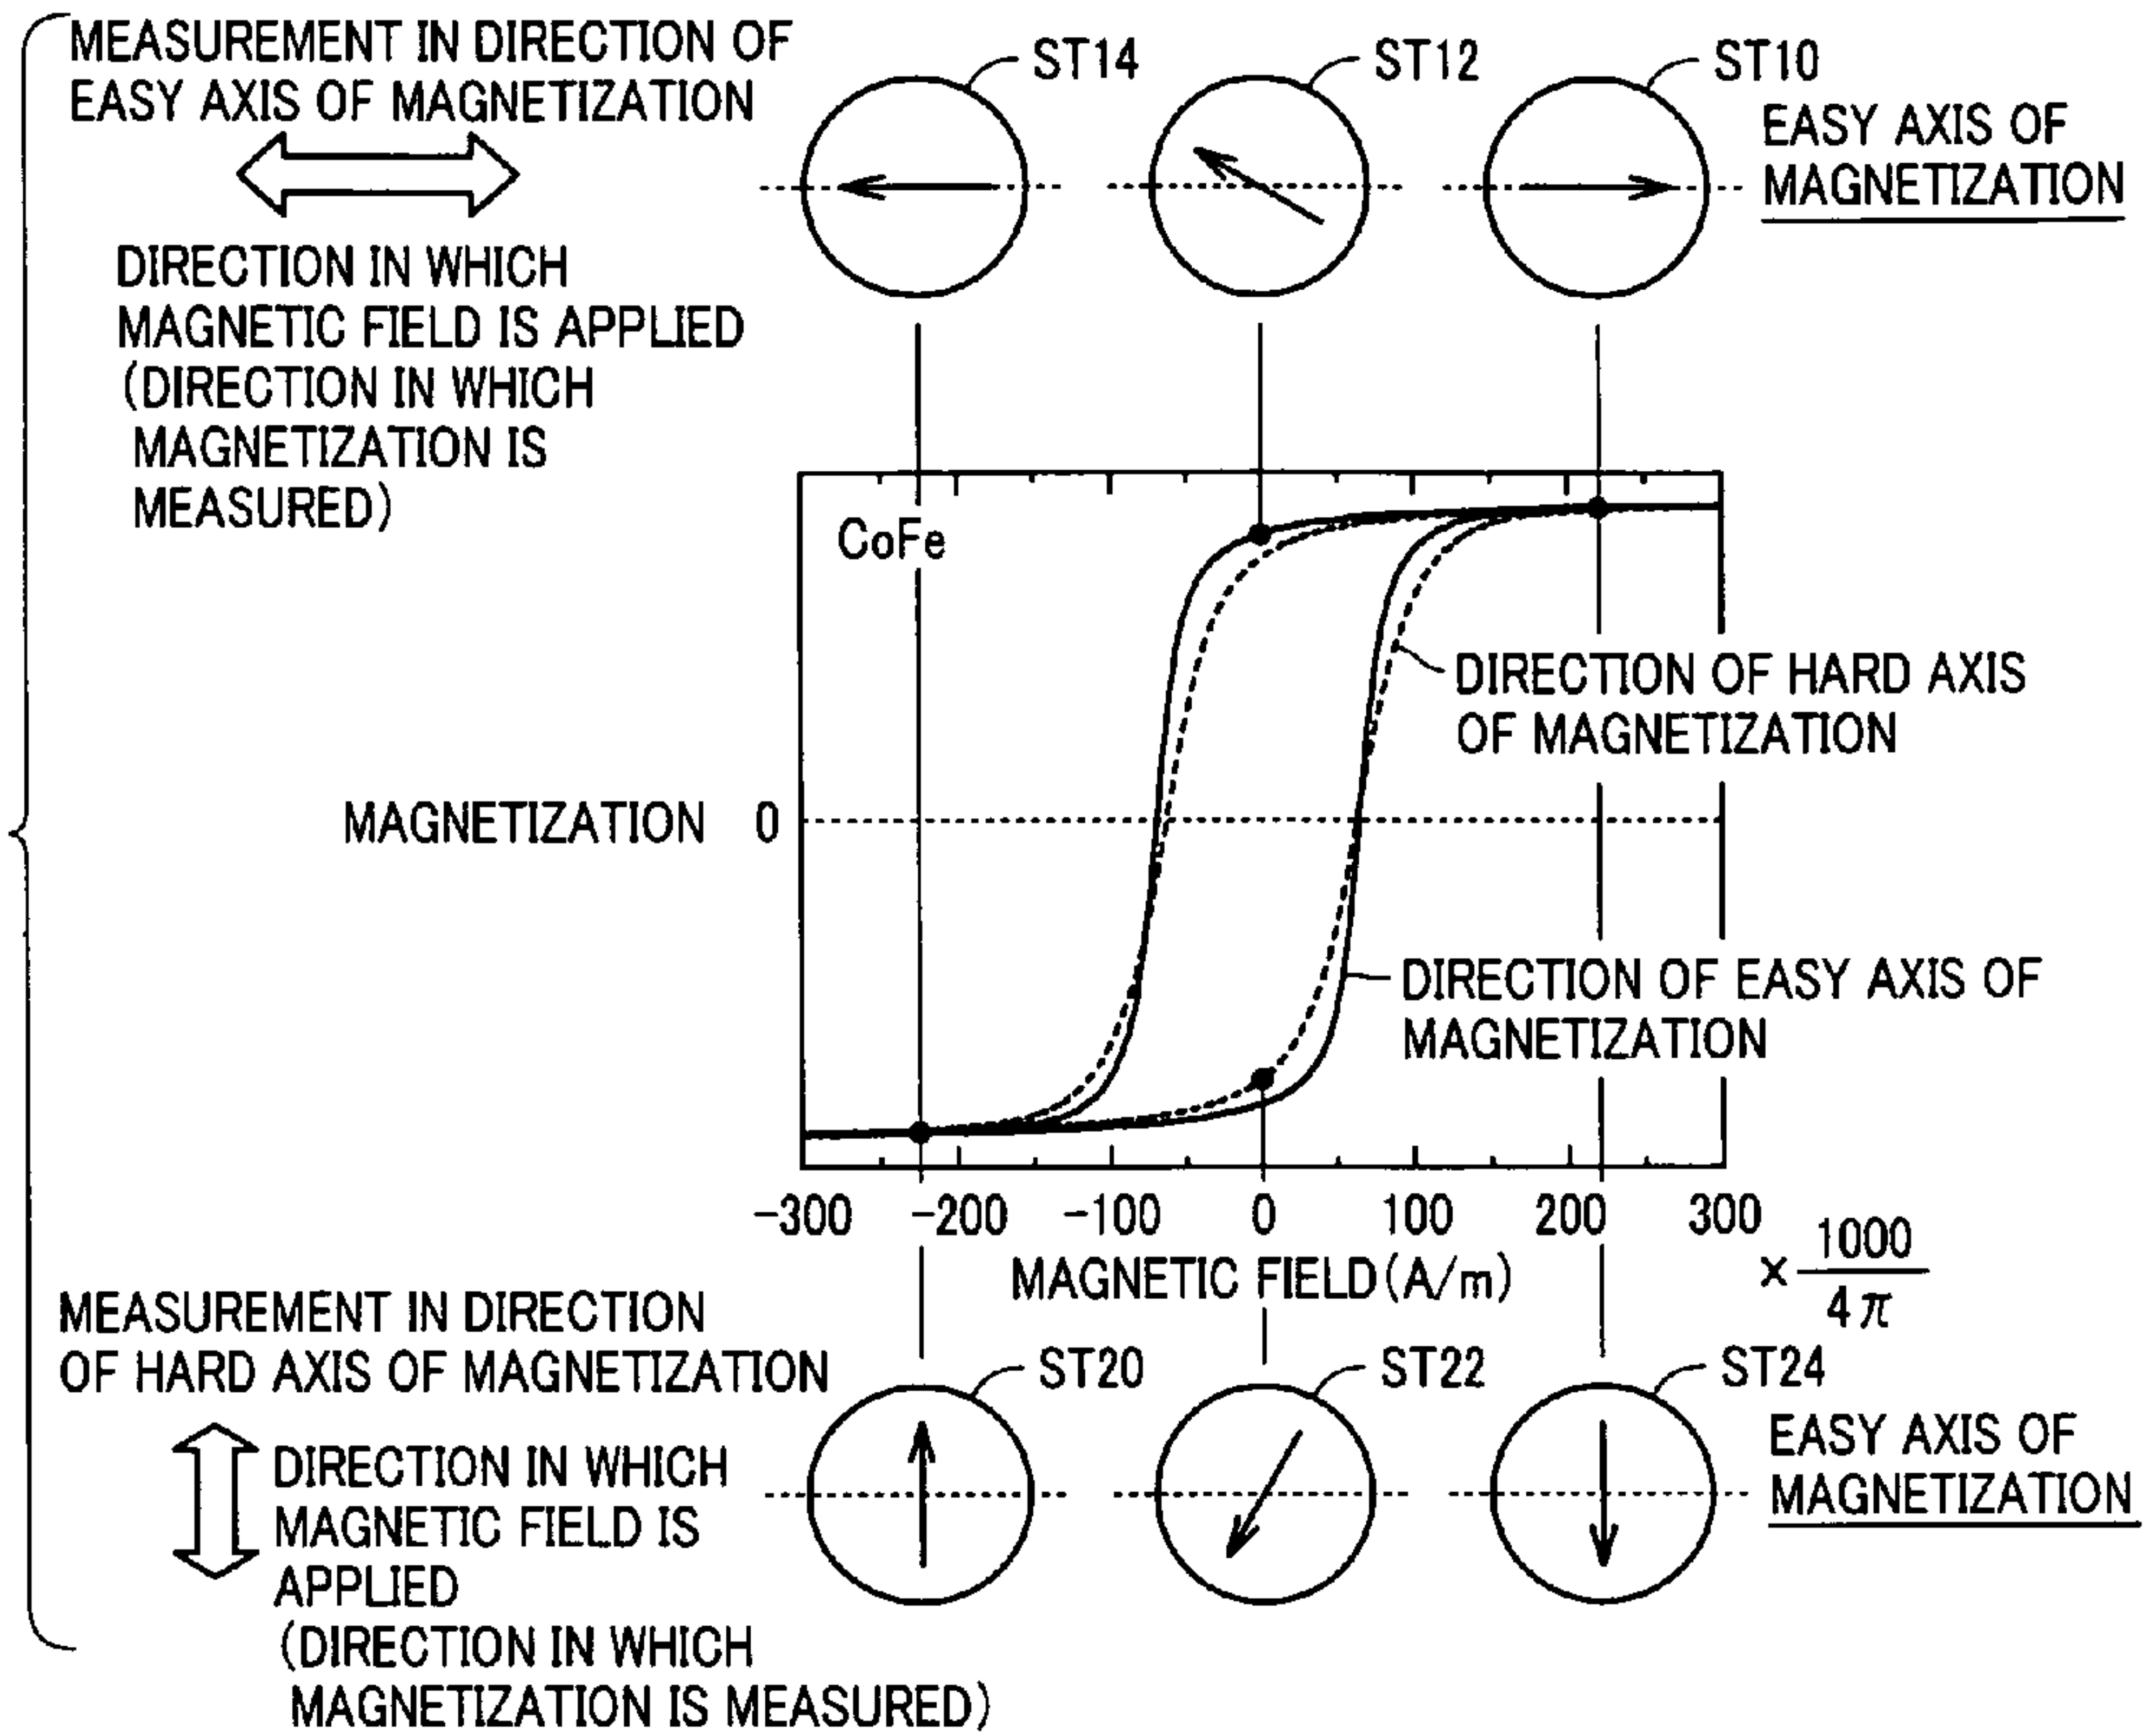 MEASUREMENT IN DIRECTION OF
EASY AXIS OF MAGNETIZATION
ST14
ST12
ST10
EASY AXIS OF
MAGNETIZATION
DIRECTION IN WHICH
MAGNETIC FIELD IS APPLIED
(DIRECTION IN WHICH
MAGNETIZATION IS
MEASURED)
CoFe
DIRECTION OF HARD AXIS
OF MAGNETIZATION
MAGNETIZATION 0
DIRECTION OF EASY AXIS OF
MAGNETIZATION
-300 -200 -100 0 100 200 300
MAGNETIC FIELD(A/m)
× 1000
4π
MEASUREMENT IN DIRECTION
OF HARD AXIS OF MAGNETIZATION
ST20
ST22
ST24
EASY AXIS OF
MAGNETIZATION
DIRECTION IN WHICH
MAGNETIC FIELD IS
APPLIED
(DIRECTION IN WHICH
MAGNETIZATION IS MEASURED)